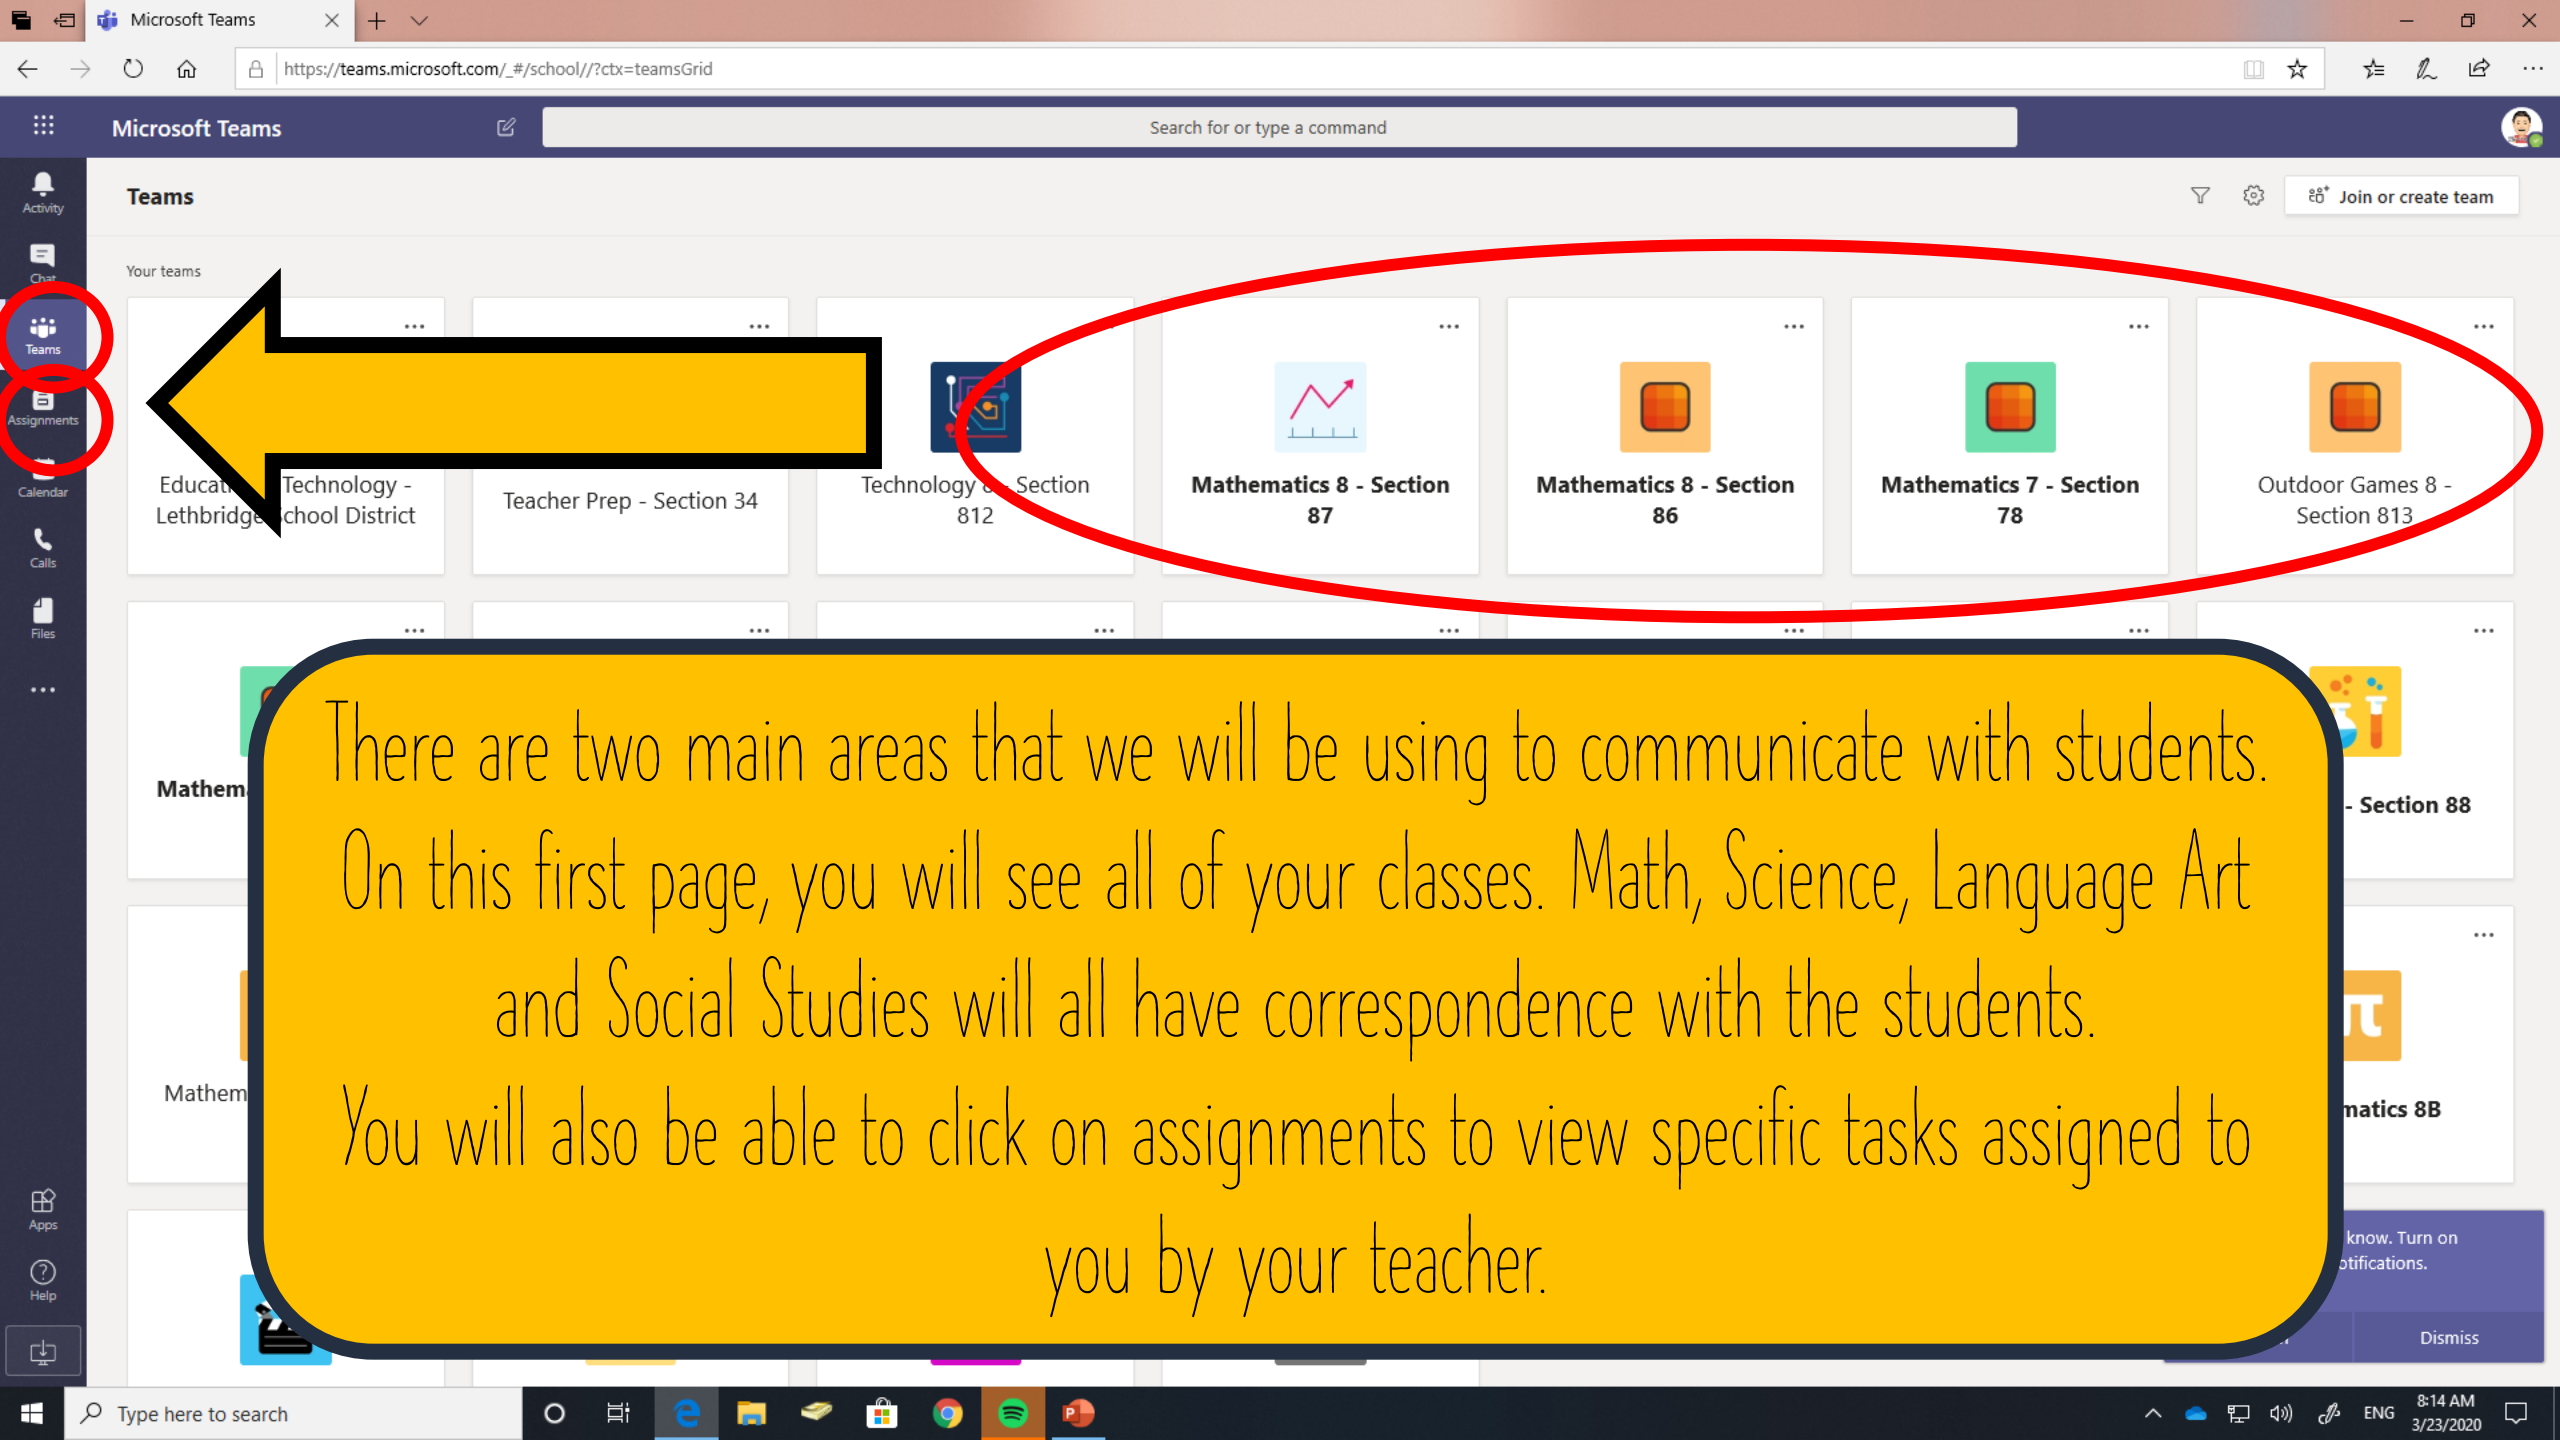 Microsoft Teams
https://teams.microsoft.com/_#/school//?ctx=teamsGrid
Microsoft Teams
Search for or type a command
Activity
Chat
Teams
Assignments
Calendar
Calls
Files
Apps
Help
Teams
Join or create team
Your teams
Technology -
Lethbridge School District
Teacher Prep - Section 34
Technology 8 - Section
812
Mathematics 8 - Section
87
Mathematics 8 - Section
86
Mathematics 7 - Section
78
Outdoor Games 8 -
Section 813
- Section 88
8B
There are two main areas that we will be using to communicate with students.
On this first page, you will see all of your classes. Math, Science, Language Art
and Social Studies will all have correspondence with the students.
You will also be able to click on assignments to view specific tasks assigned to
you by your teacher.
know. Turn on
Dismiss
Type here to search
ENG
8:14 AM
3/23/2020